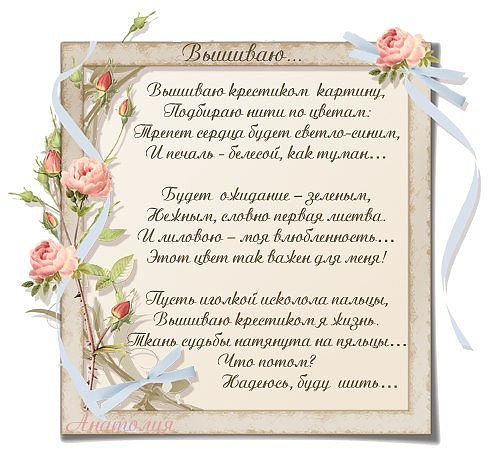 Вышиваю...
Вышиваю крестиком картину,
Подбираю нити по цветам:
Трепет сердца будет светло-синим,
И печаль - белесой, как туман...
Будет ожидание – зеленым,
Нежным, словно первая листва.
И лиловою – моя влюбленность...
Этот цвет так важен для меня!
Пусть иголкой исколола пальцы,
Вышиваю крестиком я жизнь.
Ткань судьбы натянута на пяльцы...
Что потом?
Надеюсь, буду шить...
Анатолия